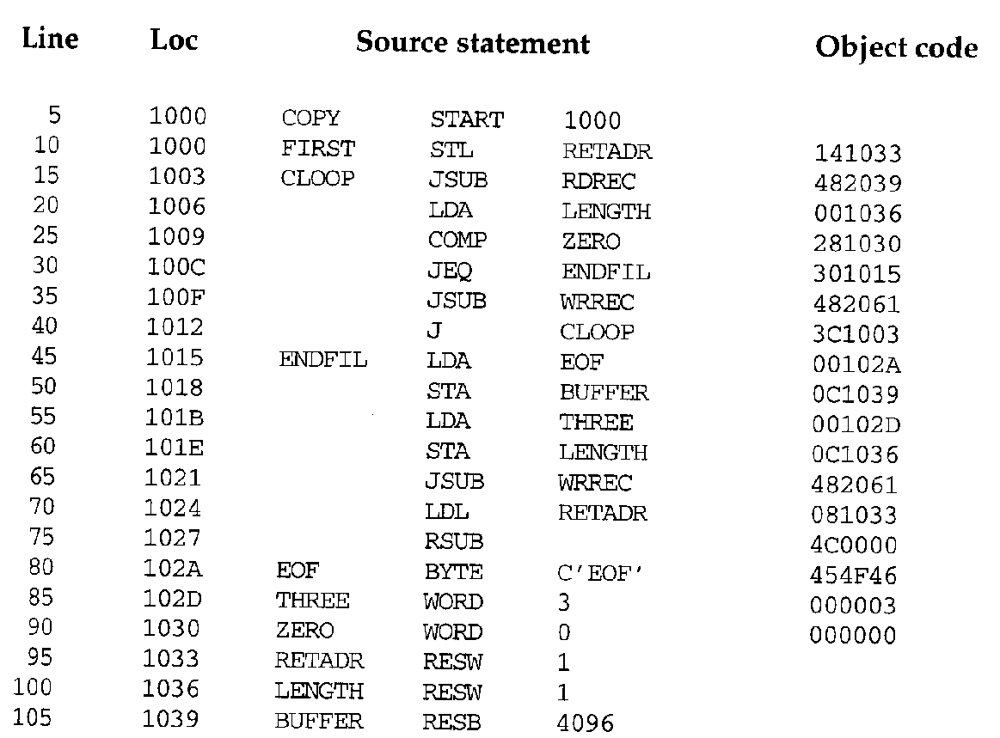 Line Loc Source statement Object code
5 1000 COPY START 1000
10 1000 FIRST STL RETADR 141033
15 1003 CLOOP JSUB RDREC 482039
20 1006 LDA LENGTH 001036
25 1009 COMP ZERO 281030
30 100C JEQ ENDFIL 301015
35 100F JSUB WRREC 482061
40 1012 J CLOOP 3C1003
45 1015 ENDFIL LDA EOF 00102A
50 1018 STA BUFFER 0C1039
55 101B LDA THREE 00102D
60 101E STA LENGTH 0C1036
65 1021 JSUB WRREC 482061
70 1024 LDL RETADR 081033
75 1027 RSUB 4C0000
80 102A EOF BYTE C'EOF' 454F46
85 102D THREE WORD 3 000003
90 1030 ZERO WORD 0 000000
95 1033 RETADR RESW 1
100 1036 LENGTH RESW 1
105 1039 BUFFER RESB 4096